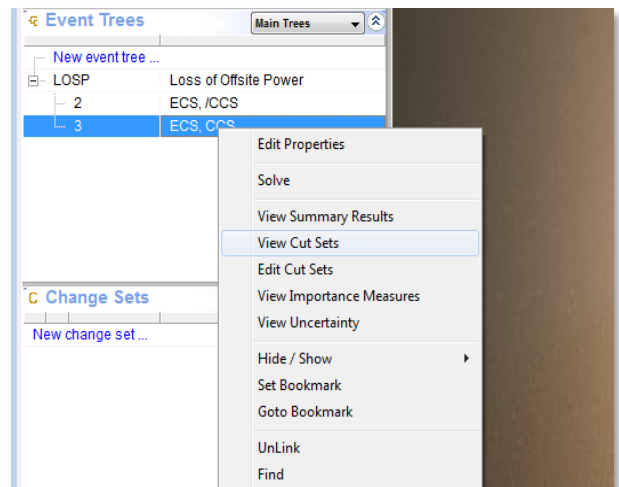 Event Trees
Main Trees
New event tree ...
LOSP Loss of Offsite Power
2 ECS, /CCS
3 ECS, CCS
Edit Properties
Solve
View Summary Results
View Cut Sets
Edit Cut Sets
View Importance Measures
View Uncertainty
Hide / Show
Set Bookmark
Goto Bookmark
UnLink
Find
C Change Sets
New change set ...